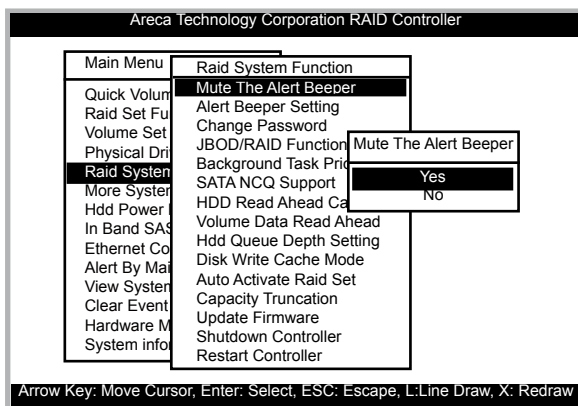 Areca Technology Corporation RAID Controller
Main Menu
Quick Volum
Raid Set Fu
Volume Set
Physical Dri
Raid System
More System
Hdd Power
In Band SAS
Ethernet Co
Alert By Mai
View System
Clear Event
Hardware M
System infor
Raid System Function
Mute The Alert Beeper
Alert Beeper Setting
Change Password
JBOD/RAID Function
Background Task Prio
SATA NCQ Support
HDD Read Ahead Ca
Volume Data Read Ahead
Hdd Queue Depth Setting
Disk Write Cache Mode
Auto Activate Raid Set
Capacity Truncation
Update Firmware
Shutdown Controller
Restart Controller
Mute The Alert Beeper
Yes
No
Arrow Key: Move Cursor, Enter: Select, ESC: Escape, L:Line Draw, X: Redraw